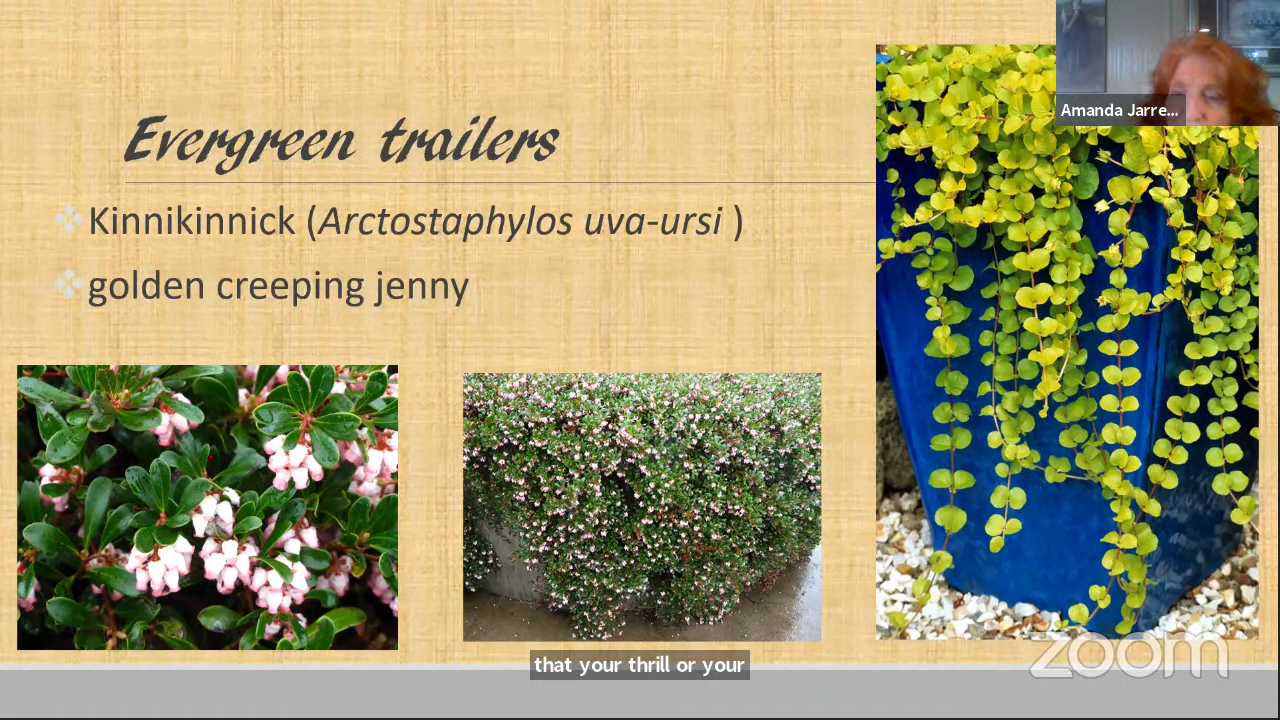 Evergreen trailers
Kinnikinnick (Arctostaphylos uva-ursi )
golden creeping jenny
Amanda Jarre...
that your thrill or your
zoom